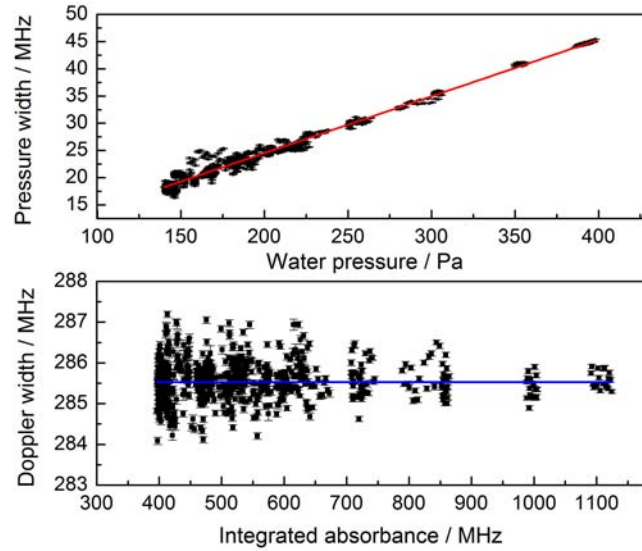 50
45
40
35
30
25
20
15
Pressure width / MHz
100 150 200 250 300 350 400
Water pressure / Pa
288
287
286
285
284
283
Doppler width / MHz
300 400 500 600 700 800 900 1000 1100
Integrated absorbance / MHz